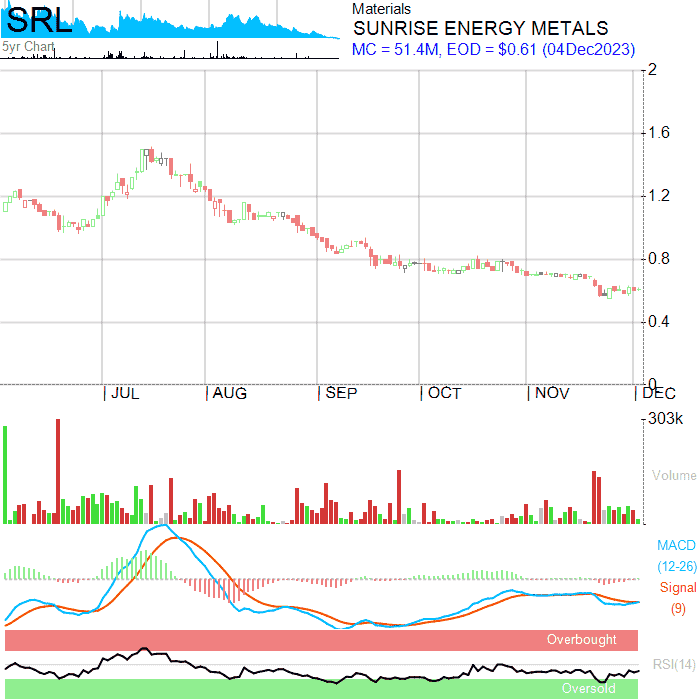 SRL
5yr Chart
Materials
SUNRISE ENERGY METALS
MC = 51.4M, EOD = $0.61 (04Dec2023)
2
1.6
1.2
0.8
0.4
0
JUL AUG SEP OCT NOV DEC
303k
Volume
MACD
(12-26)
Signal
(9)
Overbought
RSI(14)
Oversold